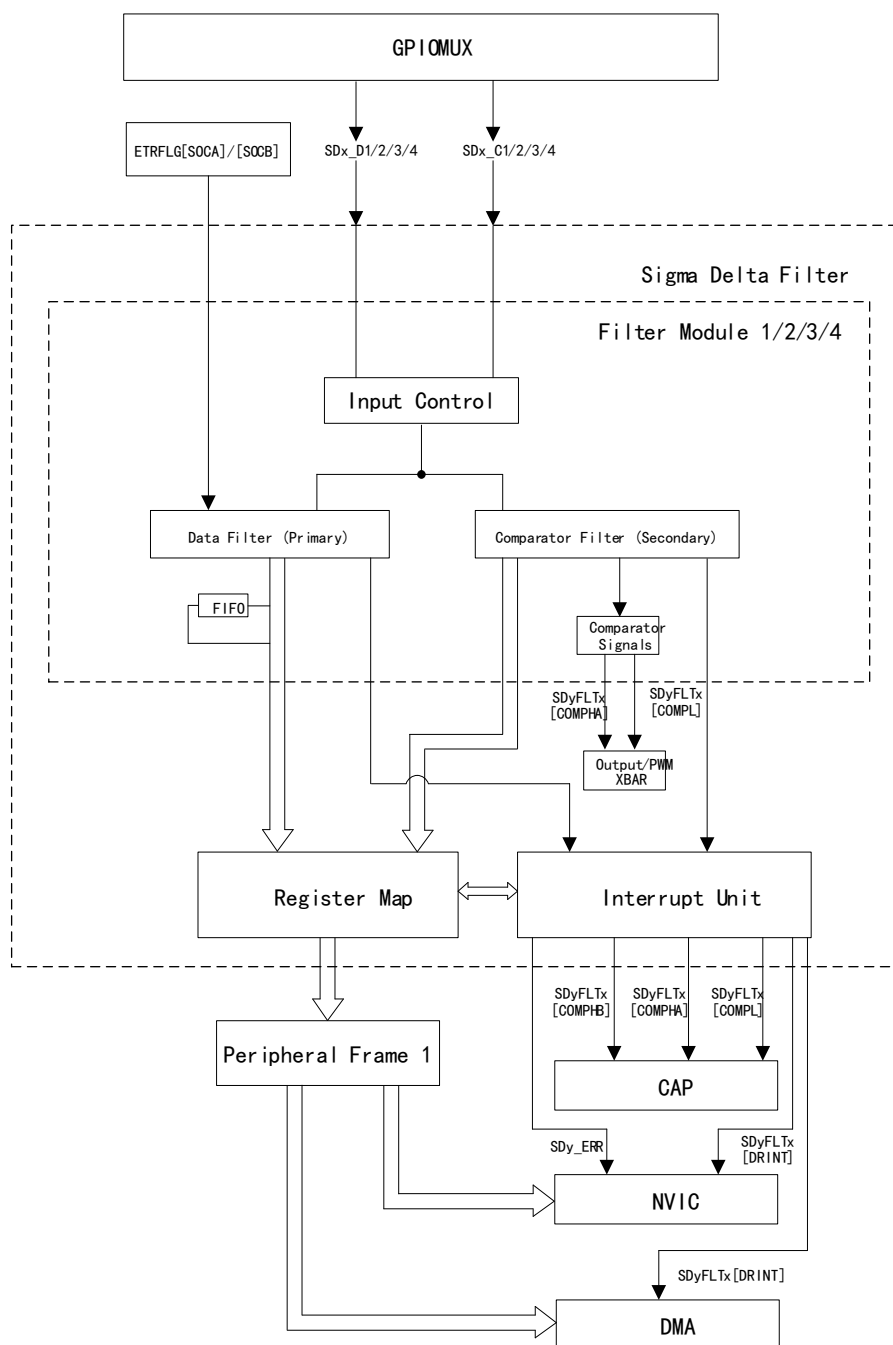 GPIOMUX
ETRFLG[SOCA]/[SOCB]
SDx_D1/2/3/4
SDx_C1/2/3/4
Sigma Delta Filter
Filter Module 1/2/3/4
Input Control
Data Filter (Primary)
Comparator Filter (Secondary)
FIFO
Comparator
Signals
SDyFLTx
[COMPHA]
SDyFLTx
[COMPL]
Output/PWM
XBAR
Register Map
Interrupt Unit
SDyFLTx
[COMPHB]
SDyFLTx
[COMPHA]
SDyFLTx
[COMPL]
Peripheral Frame 1
CAP
SDy_ERR
SDyFLTx
[DRINT]
NVIC
SDyFLTx[DRINT]
DMA